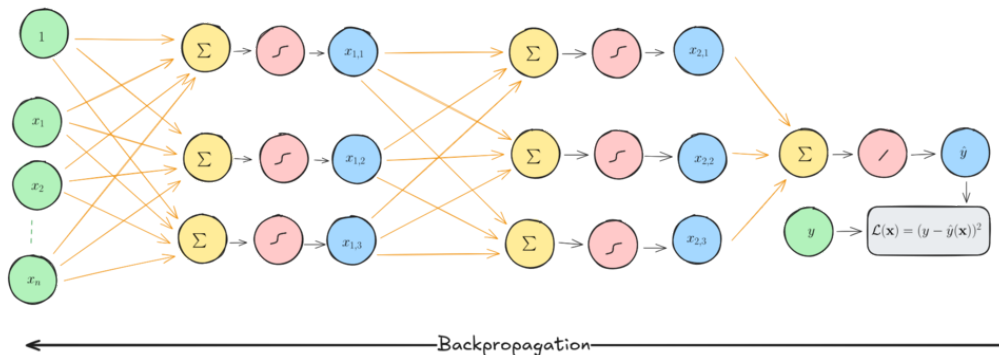 1
Σ
x₁,₁
Σ
x₂,₁
x₁
x₂
Σ
x₁,₂
Σ
x₂,₂
Σ
ŷ
xₙ
Σ
x₁,₃
Σ
x₂,₃
y
ℒ(𝐱) = (y − ŷ(𝐱))²
Backpropagation